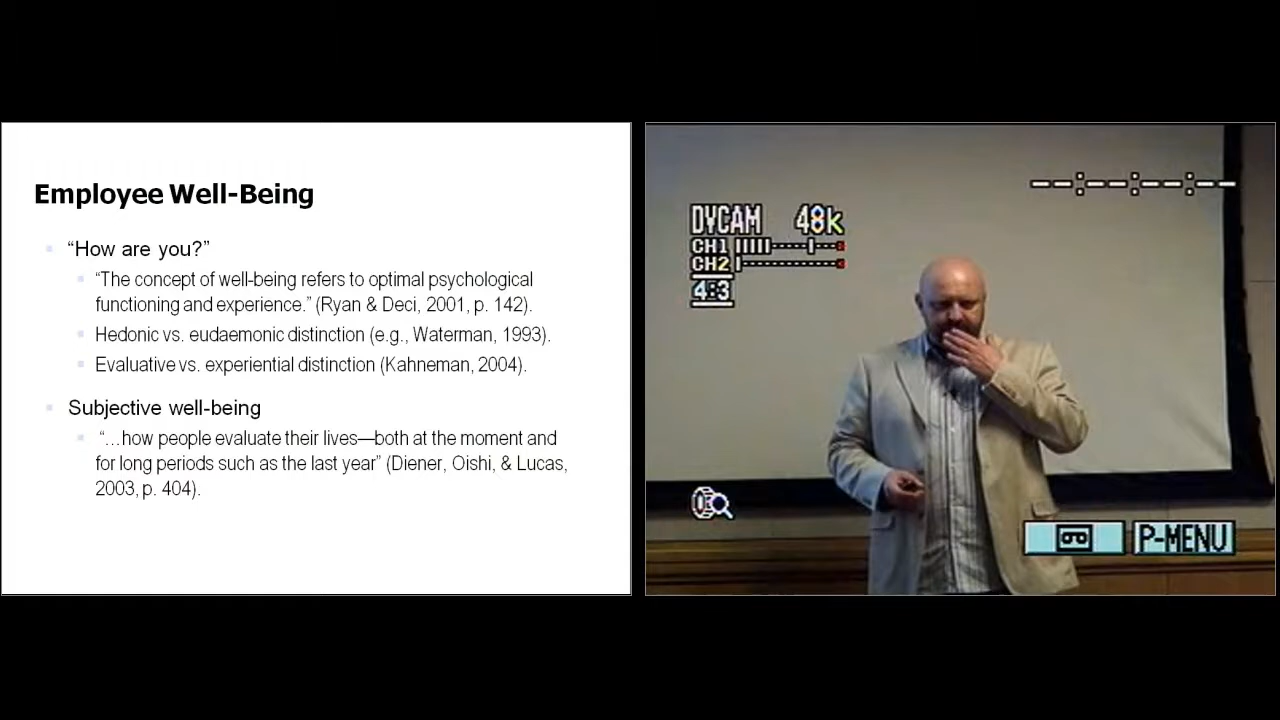 Employee Well-Being
“How are you?”
“The concept of well-being refers to optimal psychological
functioning and experience.” (Ryan & Deci, 2001, p. 142).
Hedonic vs. eudaemonic distinction (e.g., Waterman, 1993).
Evaluative vs. experiential distinction (Kahneman, 2004).
Subjective well-being
“…how people evaluate their lives—both at the moment and
for long periods such as the last year” (Diener, Oishi, & Lucas,
2003, p. 404).
DVCAM 48k
CH1
CH2
4:3
P-MENU